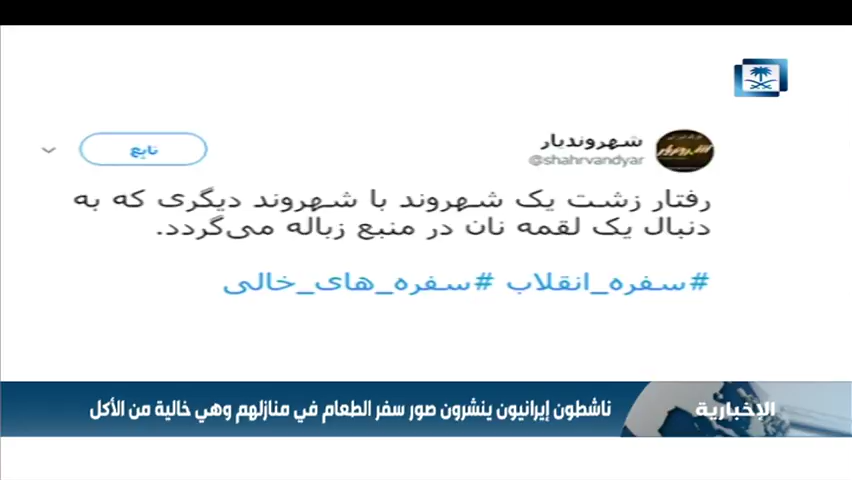 شهروندیار
@shahrvandyar
تابع
رفتار زشت یک شهروند با شهروند دیگری که به
دنبال یک لقمه نان در منبع زباله می‌گردد.
#سفره_انقلاب #سفره_های_خالی
الإخبارية
ناشطون إيرانيون ينشرون صور سفر الطعام في منازلهم وهي خالية من الأكل